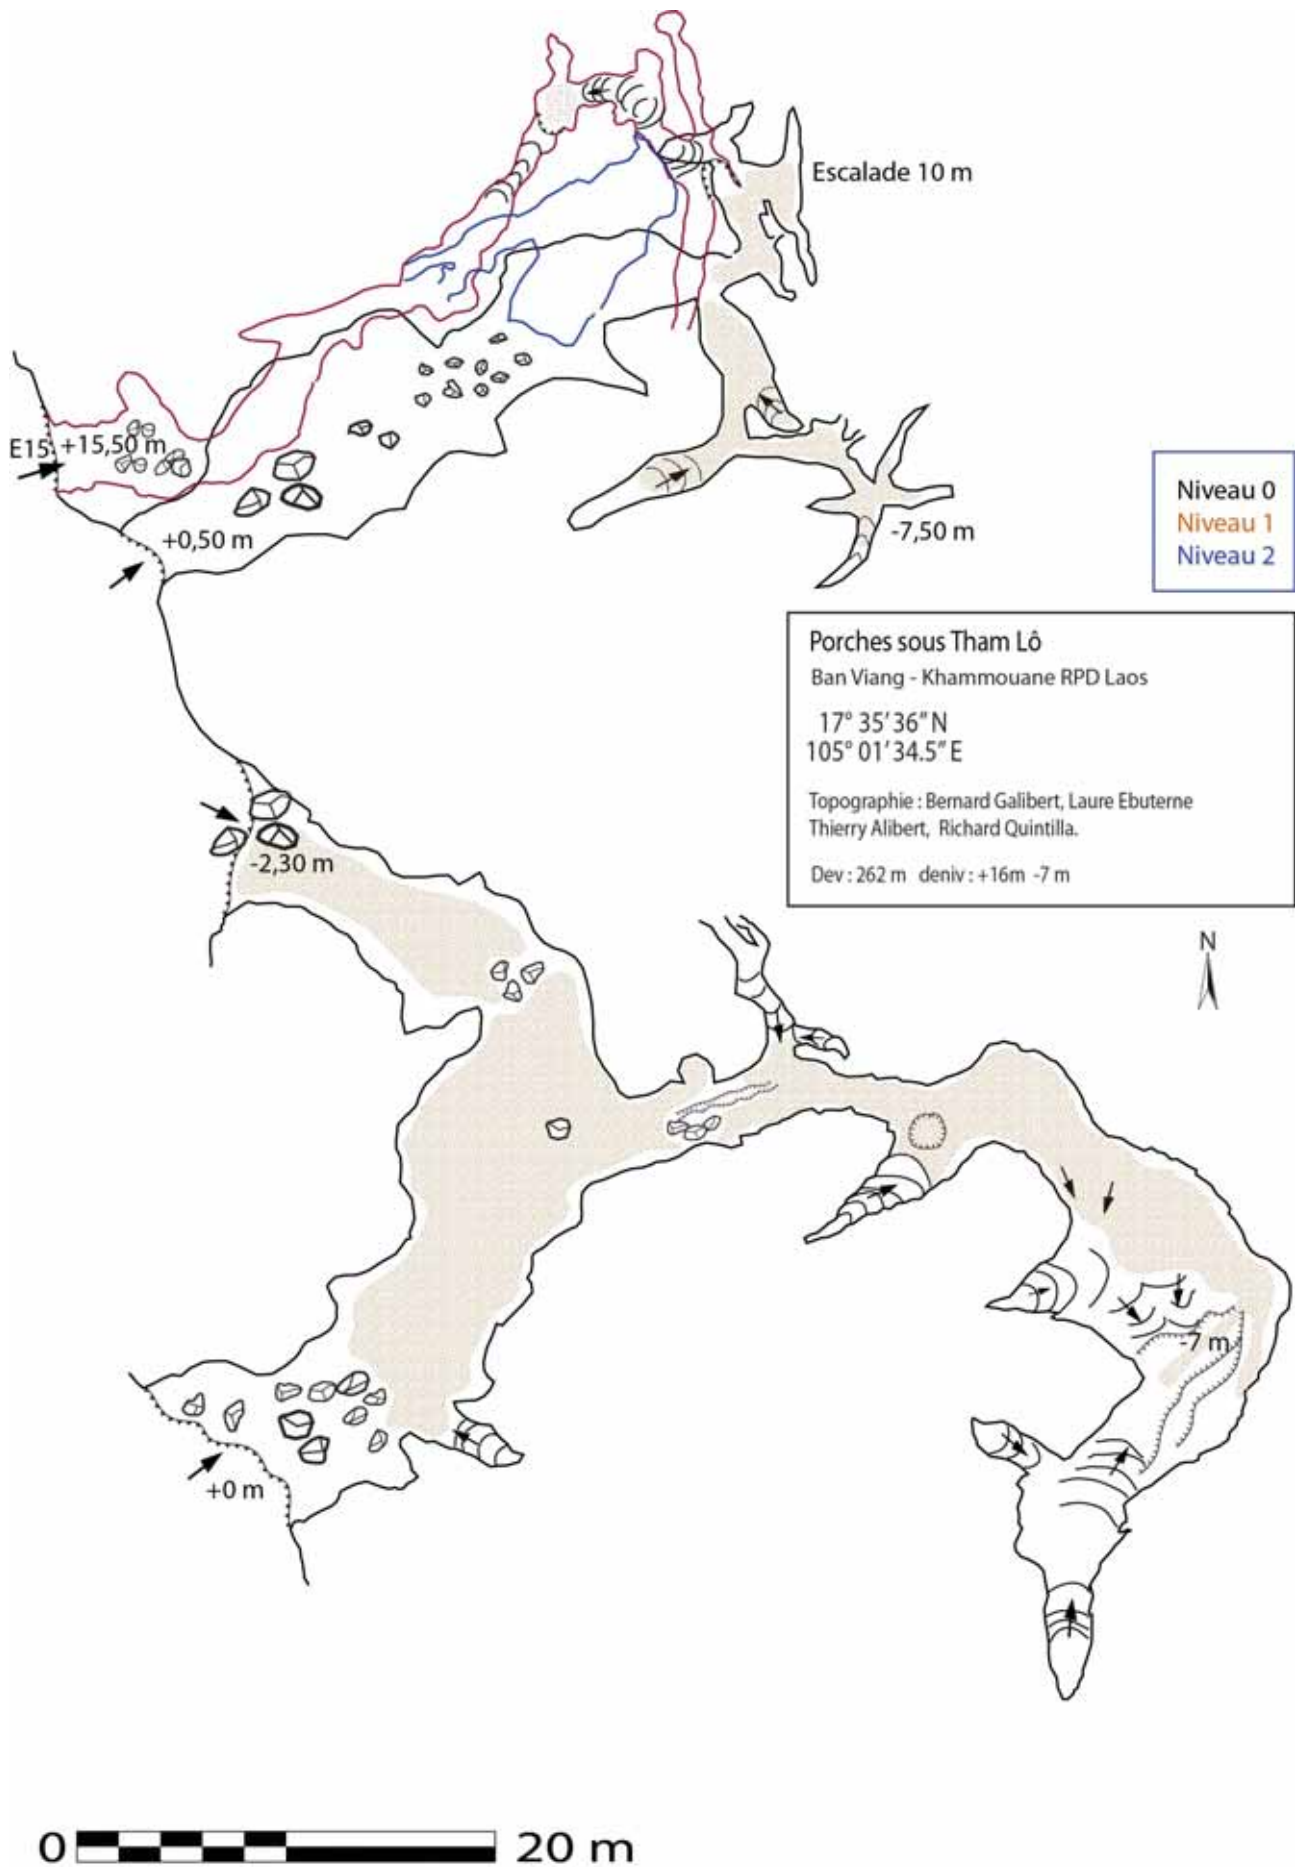 Escalade 10 m
E15 +15,50 m
+0,50 m
-7,50 m
Niveau 0
Niveau 1
Niveau 2
Porches sous Tham Lô
Ban Viang - Khammouane RPD Laos
17° 35' 36" N
105° 01' 34.5" E
Topographie : Bernard Galibert, Laure Ebuterne
Thierry Alibert, Richard Quintilla.
Dev : 262 m deniv : +16m -7 m
-2,30 m
N
-7 m
+0 m
0 20 m